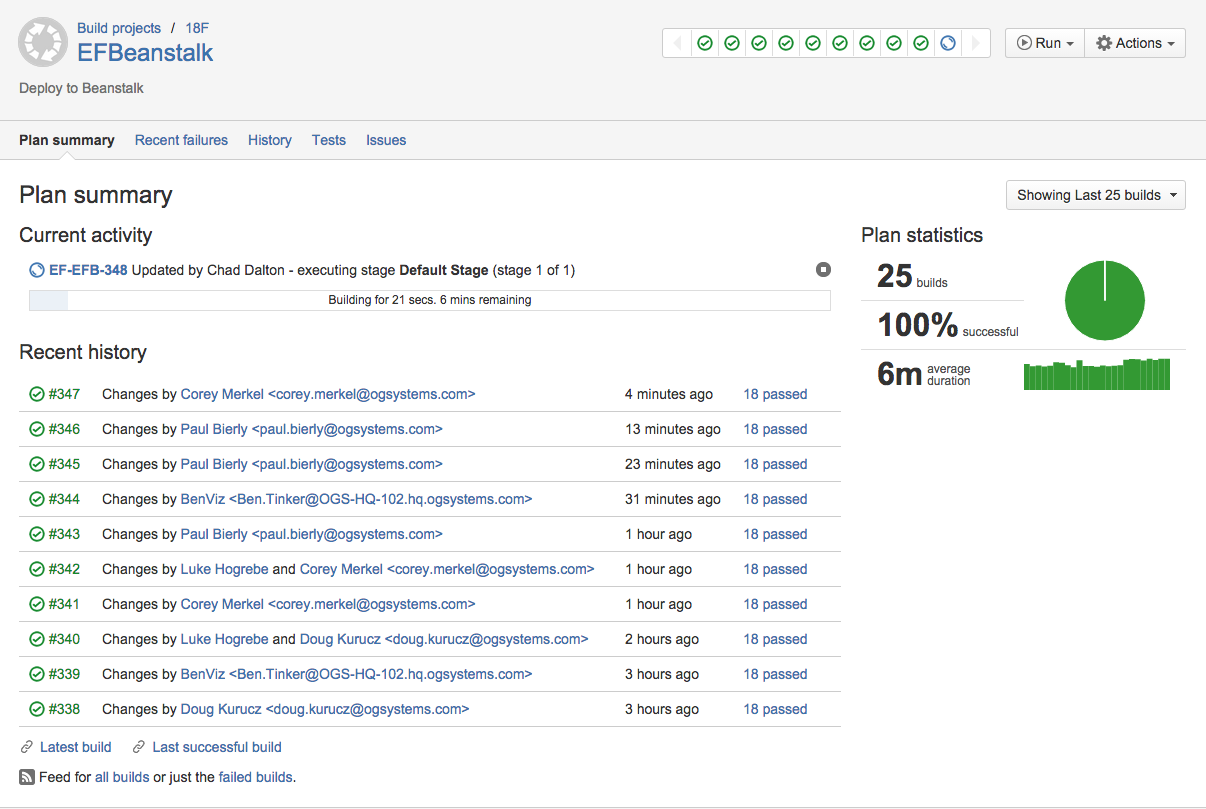 Build projects / 18F
EFBeanstalk
Deploy to Beanstalk
Run
Actions
Plan summary Recent failures History Tests Issues
Plan summary
Showing Last 25 builds
Current activity
EF-EFB-348 Updated by Chad Dalton - executing stage Default Stage (stage 1 of 1)
Building for 21 secs. 6 mins remaining
Recent history
#347 Changes by Corey Merkel <corey.merkel@ogsystems.com> 4 minutes ago 18 passed
#346 Changes by Paul Bierly <paul.bierly@ogsystems.com> 13 minutes ago 18 passed
#345 Changes by Paul Bierly <paul.bierly@ogsystems.com> 23 minutes ago 18 passed
#344 Changes by BenViz <Ben.Tinker@OGS-HQ-102.hq.ogsystems.com> 31 minutes ago 18 passed
#343 Changes by Paul Bierly <paul.bierly@ogsystems.com> 1 hour ago 18 passed
#342 Changes by Luke Hogrebe and Corey Merkel <corey.merkel@ogsystems.com> 1 hour ago 18 passed
#341 Changes by Corey Merkel <corey.merkel@ogsystems.com> 1 hour ago 18 passed
#340 Changes by Luke Hogrebe and Doug Kurucz <doug.kurucz@ogsystems.com> 2 hours ago 18 passed
#339 Changes by BenViz <Ben.Tinker@OGS-HQ-102.hq.ogsystems.com> 3 hours ago 18 passed
#338 Changes by Doug Kurucz <doug.kurucz@ogsystems.com> 3 hours ago 18 passed
Latest build Last successful build
Feed for all builds or just the failed builds.
Plan statistics
25 builds
100% successful
6m average
duration